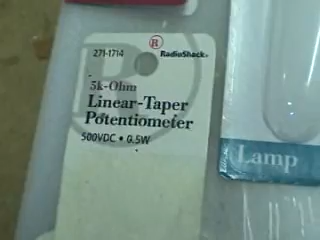 271-1714
R
RadioShack®
5k-Ohm
Linear-Taper
Potentiometer
500VDC • 0.5W
Lamp